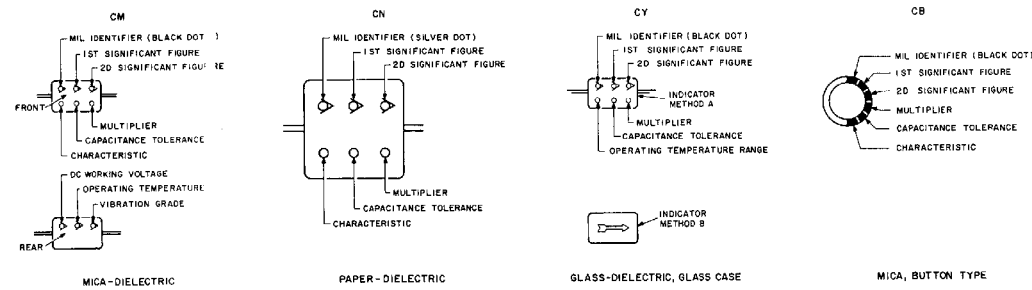 CM
MIL IDENTIFIER (BLACK DOT )
1ST SIGNIFICANT FIGURE
2D SIGNIFICANT FIGURE
FRONT
MULTIPLIER
CAPACITANCE TOLERANCE
CHARACTERISTIC
DC WORKING VOLTAGE
OPERATING TEMPERATURE
VIBRATION GRADE
REAR
MICA-DIELECTRIC
CN
MIL IDENTIFIER (SILVER DOT)
1ST SIGNIFICANT FIGURE
2D SIGNIFICANT FIGURE
MULTIPLIER
CAPACITANCE TOLERANCE
CHARACTERISTIC
PAPER-DIELECTRIC
CY
MIL IDENTIFIER (BLACK DOT)
1ST SIGNIFICANT FIGURE
2D SIGNIFICANT FIGURE
INDICATOR
METHOD A
MULTIPLIER
CAPACITANCE TOLERANCE
OPERATING TEMPERATURE RANGE
INDICATOR
METHOD B
GLASS-DIELECTRIC, GLASS CASE
CB
MIL IDENTIFIER (BLACK DOT)
1ST SIGNIFICANT FIGURE
2D SIGNIFICANT FIGURE
MULTIPLIER
CAPACITANCE TOLERANCE
CHARACTERISTIC
MICA, BUTTON TYPE